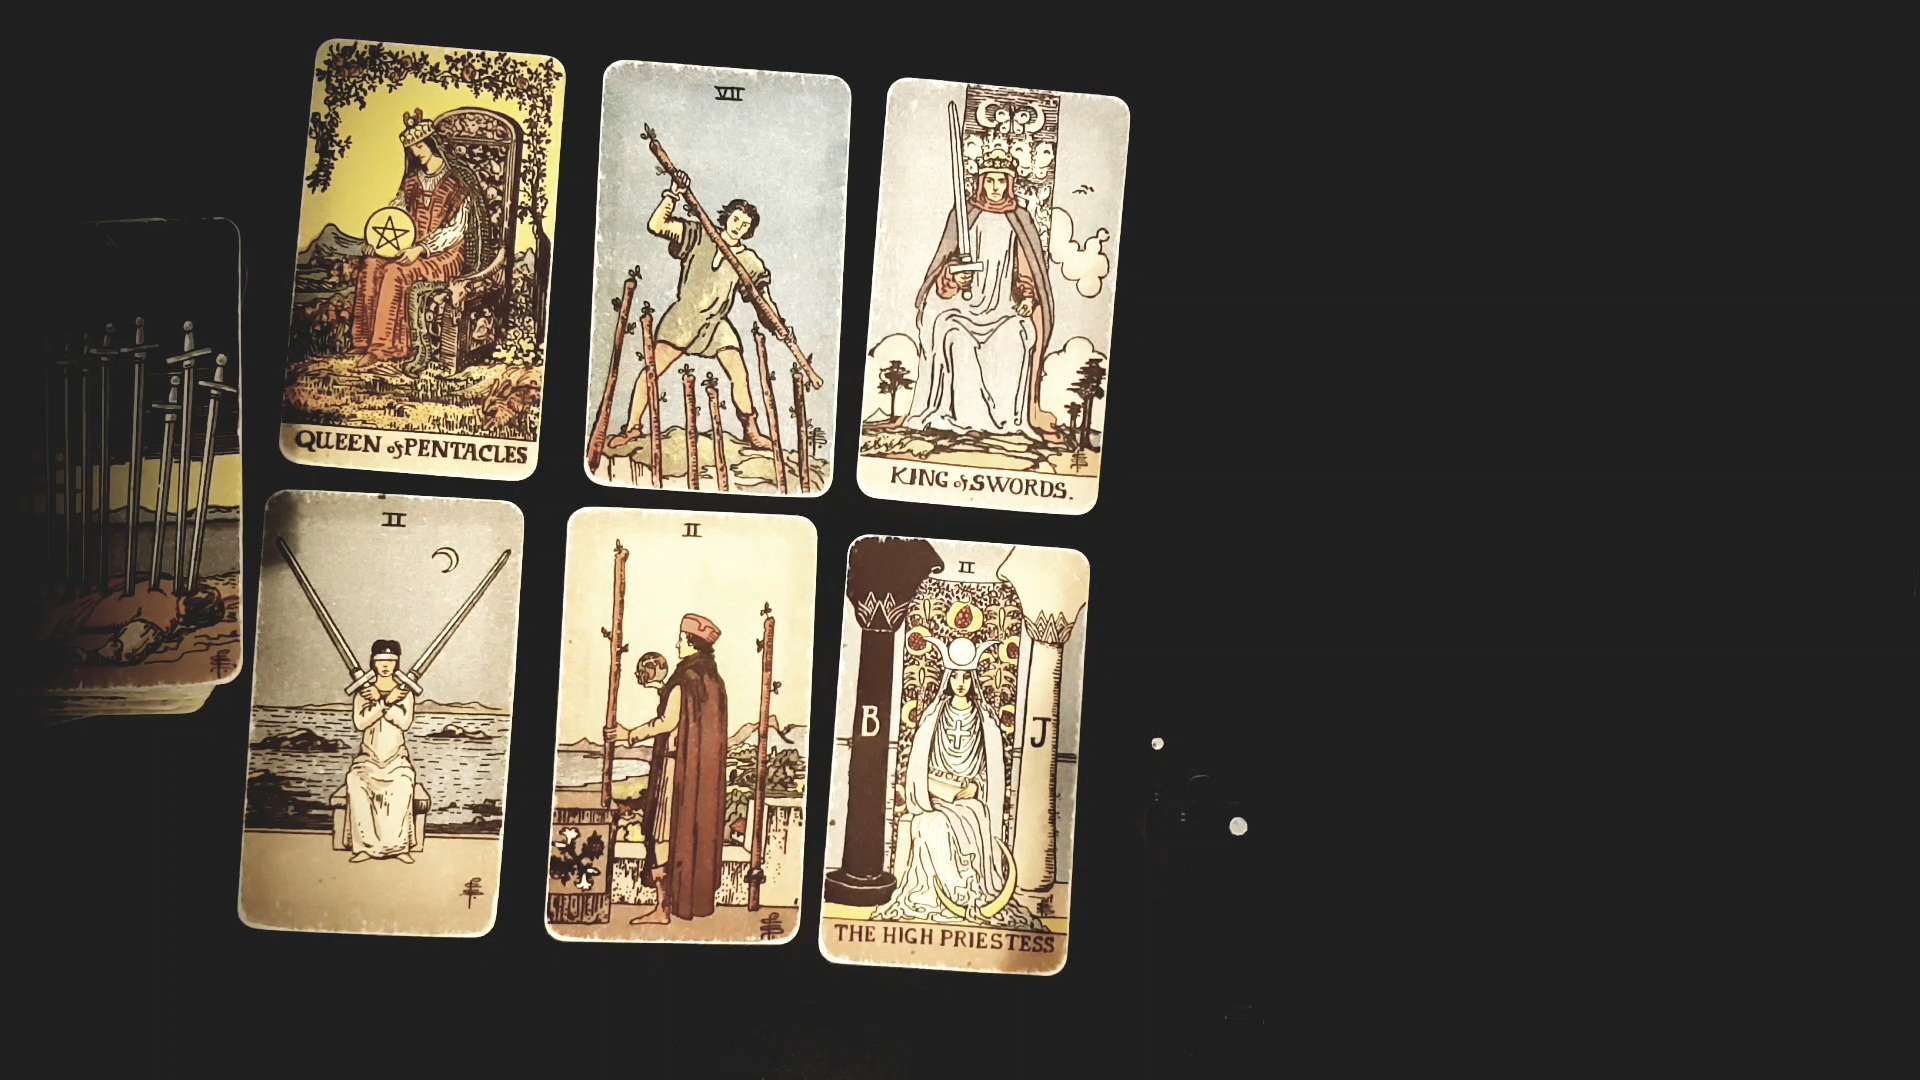 QUEEN of PENTACLES
VII
KING of SWORDS.
II
II
II
B
J
THE HIGH PRIESTESS